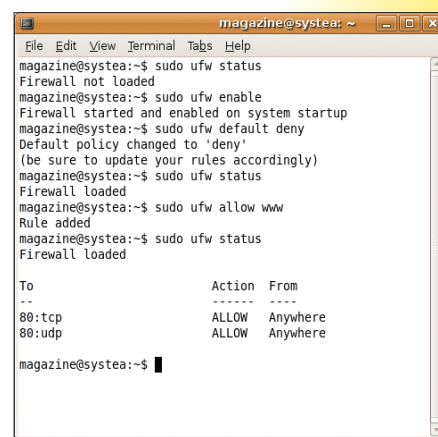 magazine@systea: ~
File Edit View Terminal Tabs Help
magazine@systea:~$ sudo ufw status
Firewall not loaded
magazine@systea:~$ sudo ufw enable
Firewall started and enabled on system startup
magazine@systea:~$ sudo ufw default deny
Default policy changed to 'deny'
(be sure to update your rules accordingly)
magazine@systea:~$ sudo ufw status
Firewall loaded
magazine@systea:~$ sudo ufw allow www
Rule added
magazine@systea:~$ sudo ufw status
Firewall loaded
To Action From
-- ------ ----
80:tcp ALLOW Anywhere
80:udp ALLOW Anywhere
magazine@systea:~$